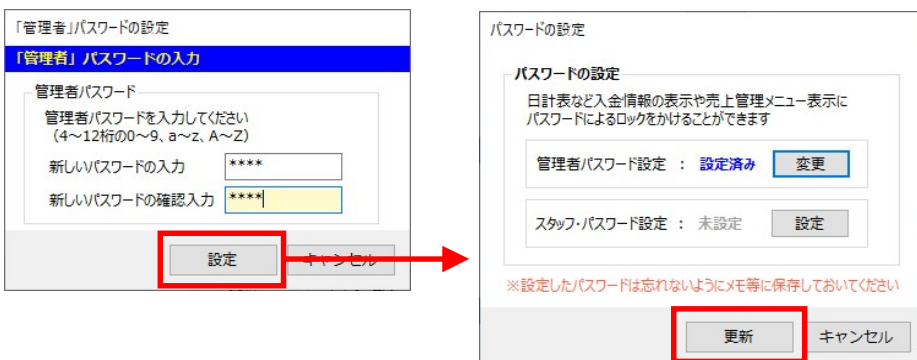 「管理者」パスワードの設定
「管理者」パスワードの入力
管理者パスワード
管理者パスワードを入力してください
(4～12桁の0～9、a～z、A～Z)
新しいパスワードの入力 ****
新しいパスワードの確認入力 ****
設定 キャンセル
パスワードの設定
パスワードの設定
日計表など入金情報の表示や売上管理メニュー表示に
パスワードによるロックをかけることができます
管理者パスワード設定 : 設定済み 変更
スタッフ・パスワード設定 : 未設定 設定
※設定したパスワードは忘れないようにメモ等に保存しておいてください
更新 キャンセル